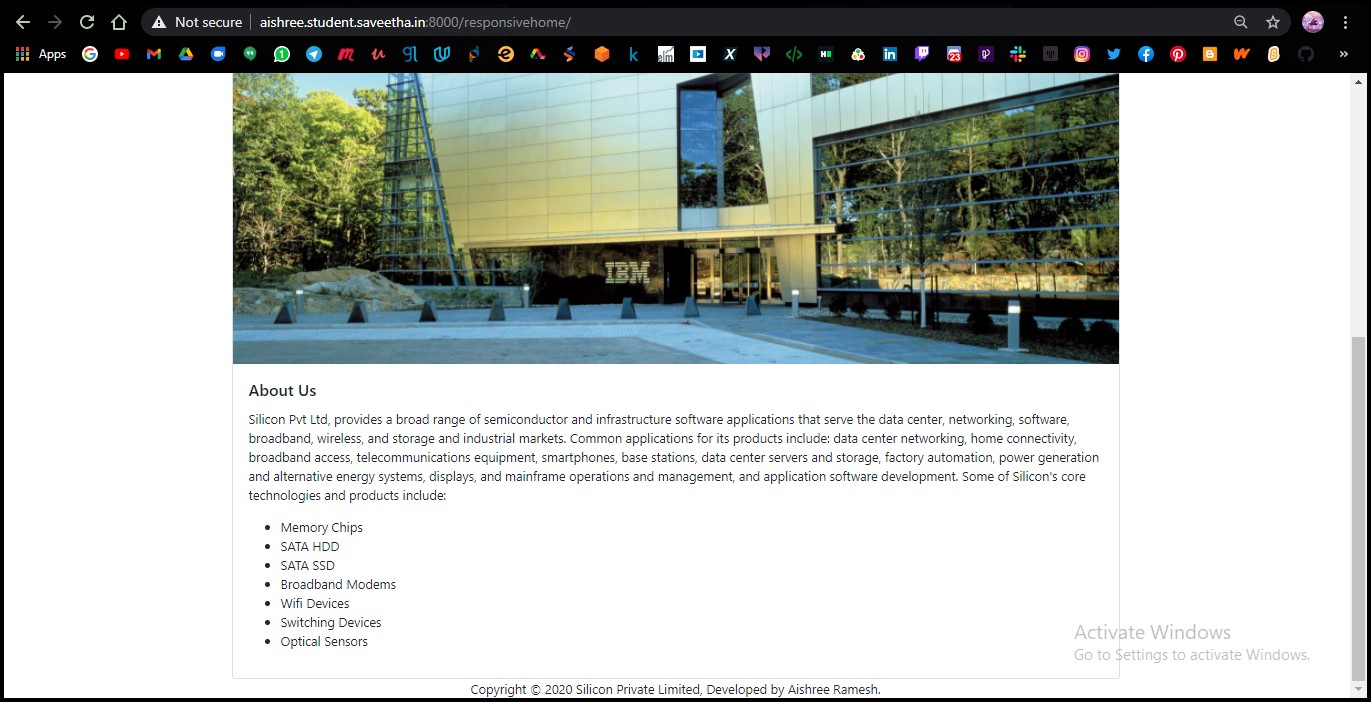 Not secure
aishree.student.saveetha.in:8000/responsivehome/
Apps
IBM
About Us
Silicon Pvt Ltd, provides a broad range of semiconductor and infrastructure software applications that serve the data center, networking, software,
broadband, wireless, and storage and industrial markets. Common applications for its products include: data center networking, home connectivity,
broadband access, telecommunications equipment, smartphones, base stations, data center servers and storage, factory automation, power generation
and alternative energy systems, displays, and mainframe operations and management, and application software development. Some of Silicon's core
technologies and products include:
• Memory Chips
• SATA HDD
• SATA SSD
• Broadband Modems
• Wifi Devices
• Switching Devices
• Optical Sensors
Activate Windows
Go to Settings to activate Windows.
Copyright © 2020 Silicon Private Limited, Developed by Aishree Ramesh.